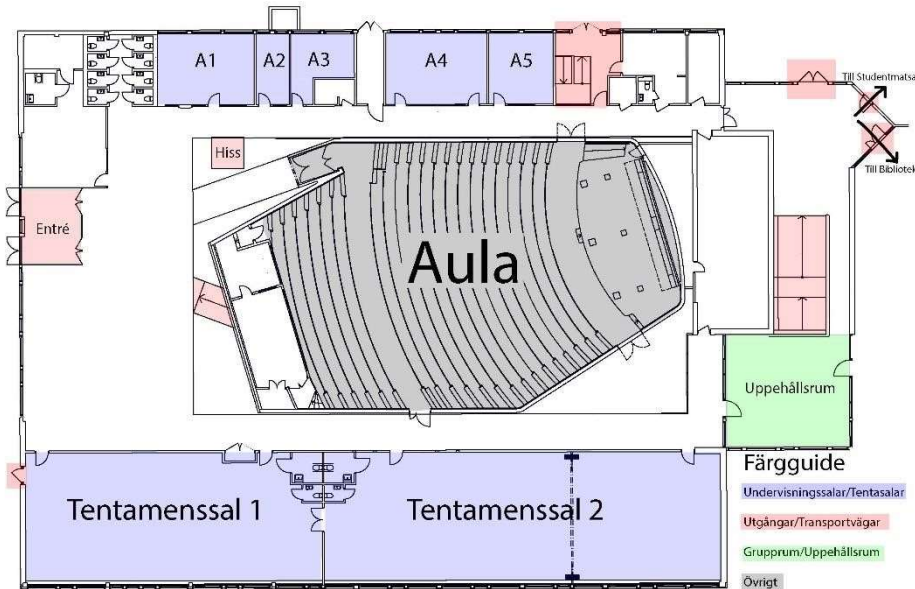 A1
A2
A3
A4
A5
Till Studentmatsa
Hiss
Till Bibliotek
Entré
Aula
Uppehållsrum
Färgguide
Undervisningssalar/Tentasalar
Tentamenssal 1
Tentamenssal 2
Utgångar/Transportvägar
Grupprum/Uppehållsrum
Övrigt